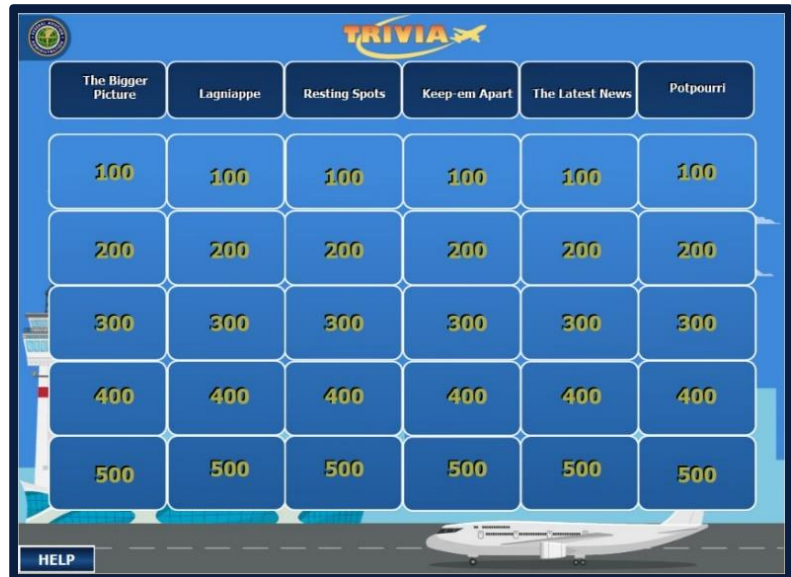 TRIVIA
The Bigger
Picture
Lagniappe
Resting Spots
Keep-em Apart
The Latest News
Potpourri
100 100 100 100 100 100
200 200 200 200 200 200
300 300 300 300 300 300
400 400 400 400 400 400
500 500 500 500 500 500
HELP